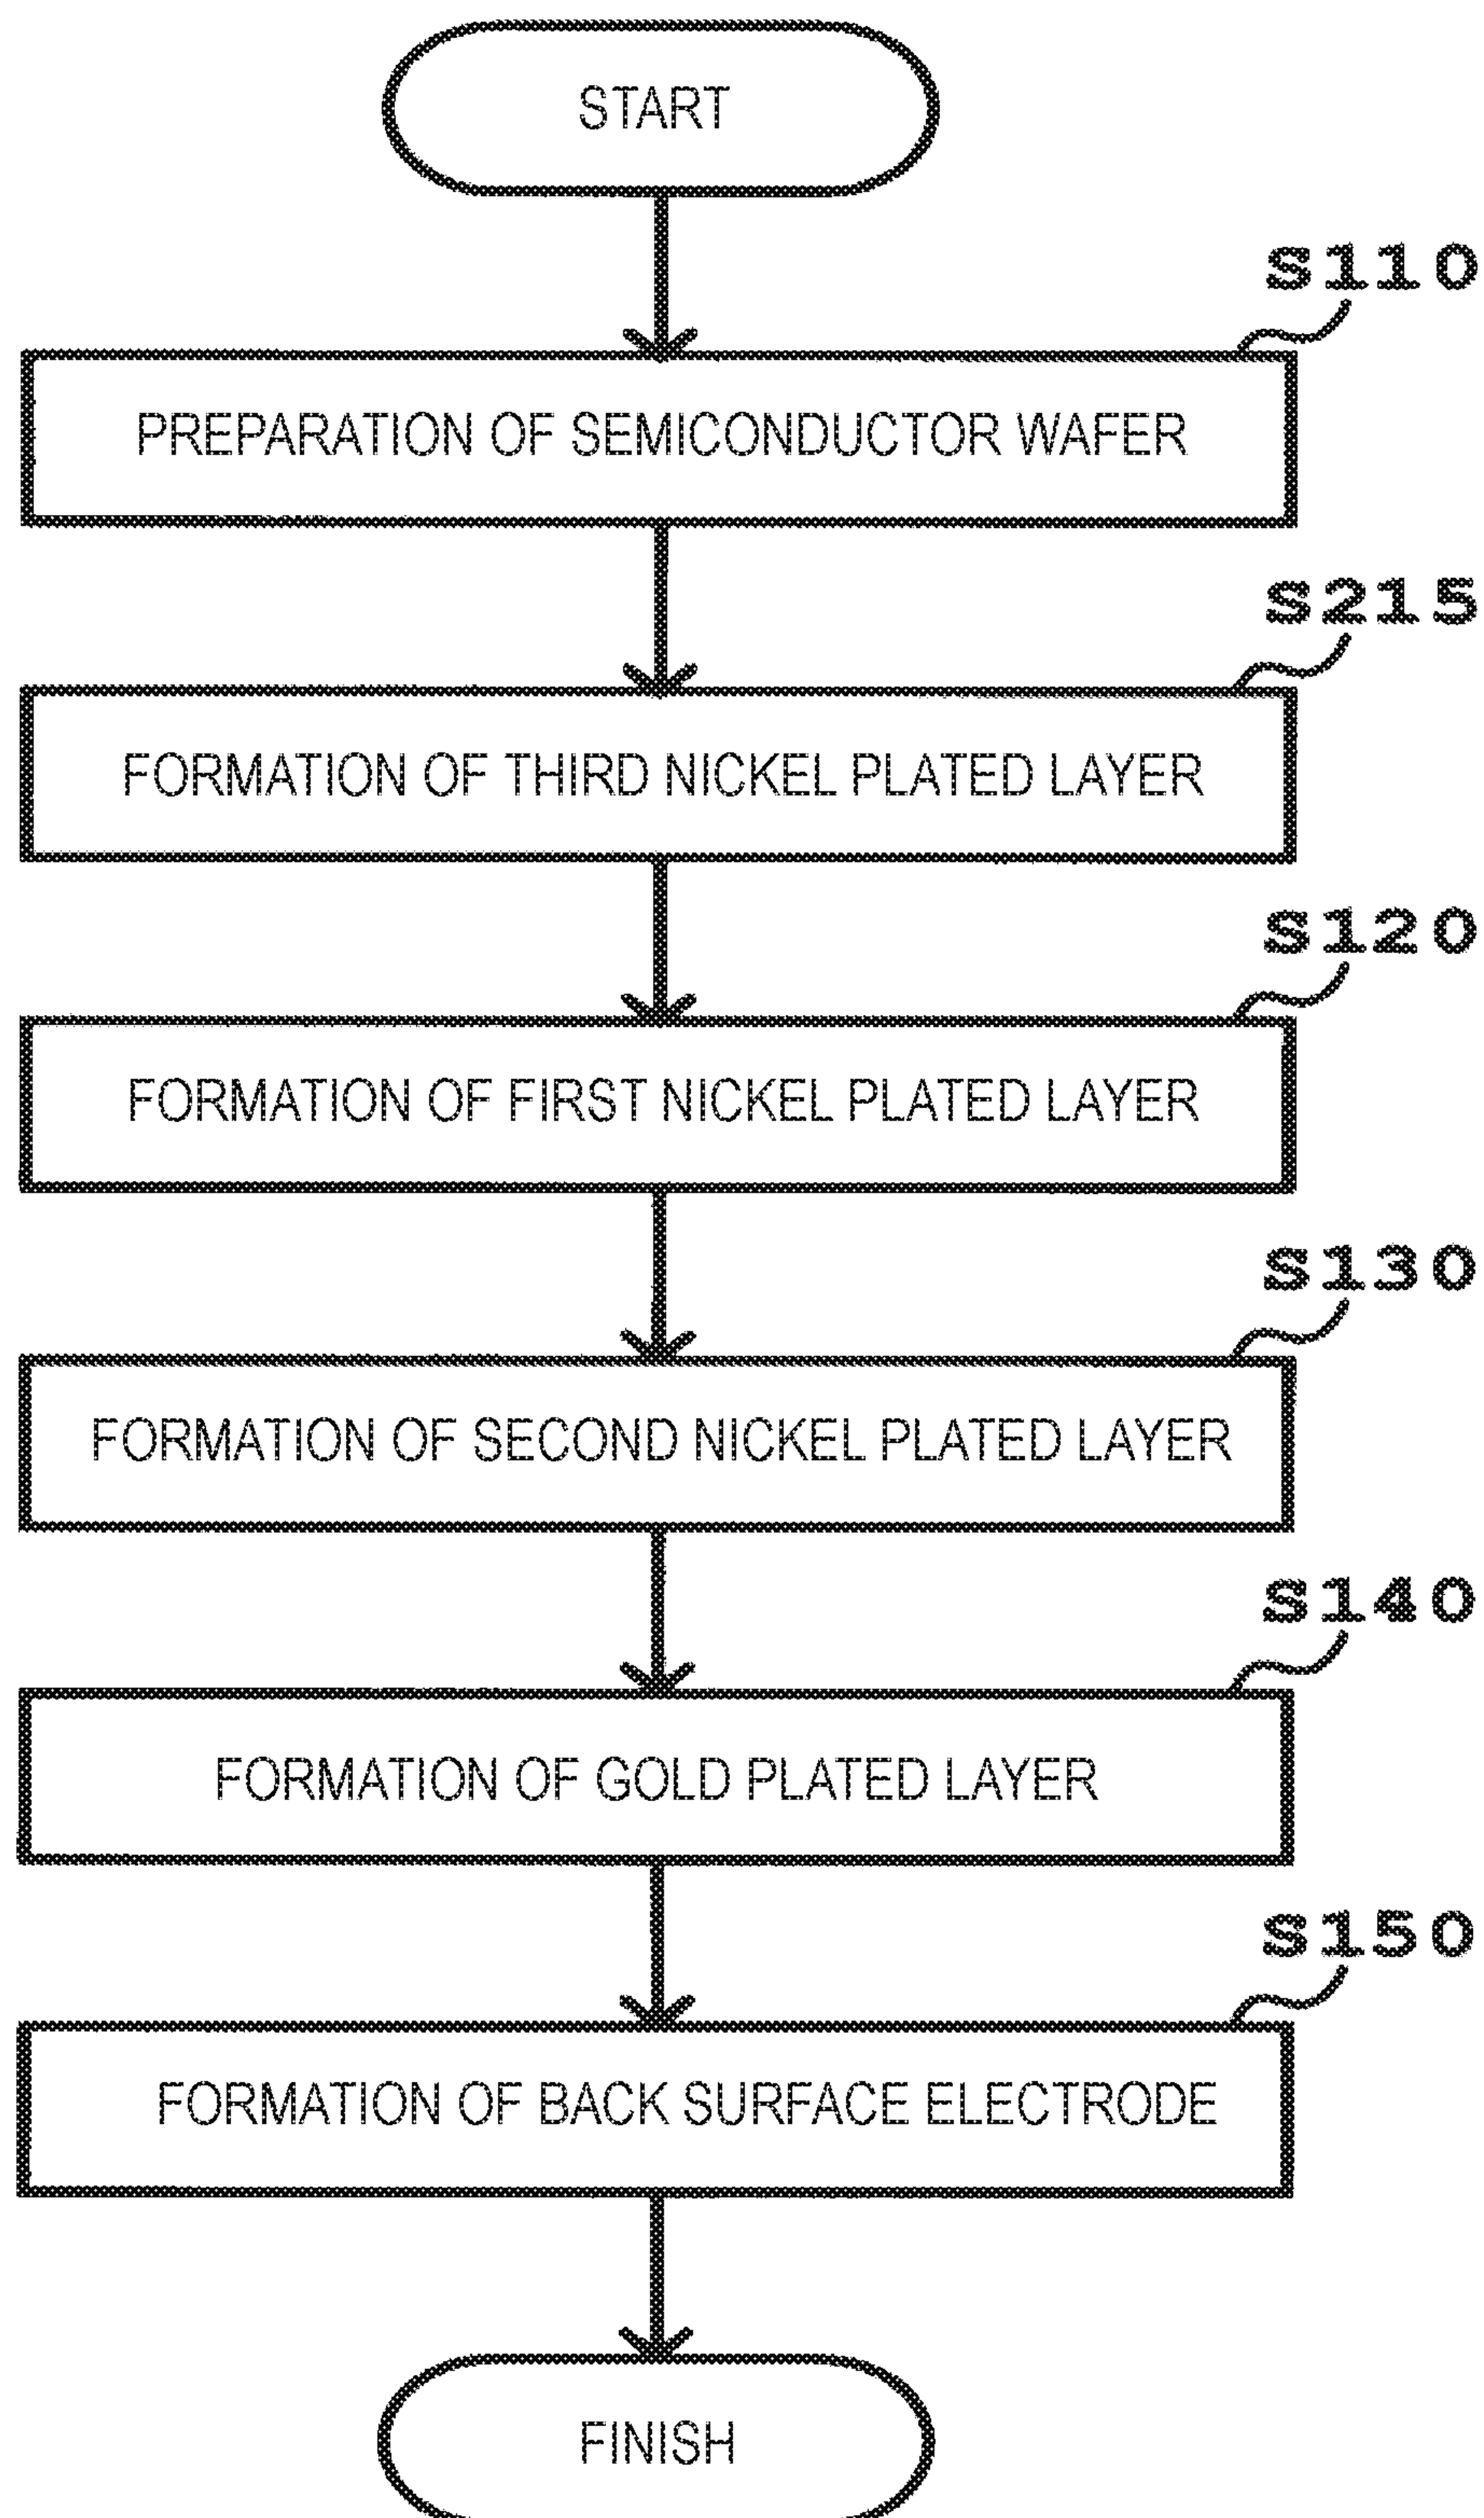 START
S110
PREPARATION OF SEMICONDUCTOR WAFER
S215
FORMATION OF THIRD NICKEL PLATED LAYER
S120
FORMATION OF FIRST NICKEL PLATED LAYER
S130
FORMATION OF SECOND NICKEL PLATED LAYER
S140
FORMATION OF GOLD PLATED LAYER
S150
FORMATION OF BACK SURFACE ELECTRODE
FINISH